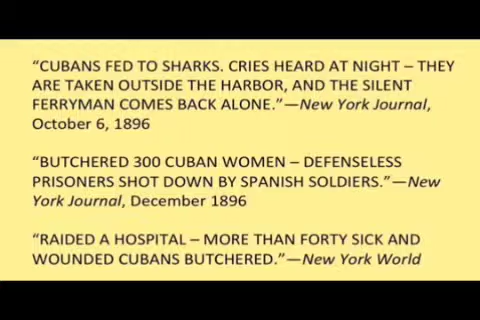 “CUBANS FED TO SHARKS. CRIES HEARD AT NIGHT – THEY
ARE TAKEN OUTSIDE THE HARBOR, AND THE SILENT
FERRYMAN COMES BACK ALONE.”—New York Journal,
October 6, 1896
“BUTCHERED 300 CUBAN WOMEN – DEFENSELESS
PRISONERS SHOT DOWN BY SPANISH SOLDIERS.”—New
York Journal, December 1896
“RAIDED A HOSPITAL – MORE THAN FORTY SICK AND
WOUNDED CUBANS BUTCHERED.”—New York World